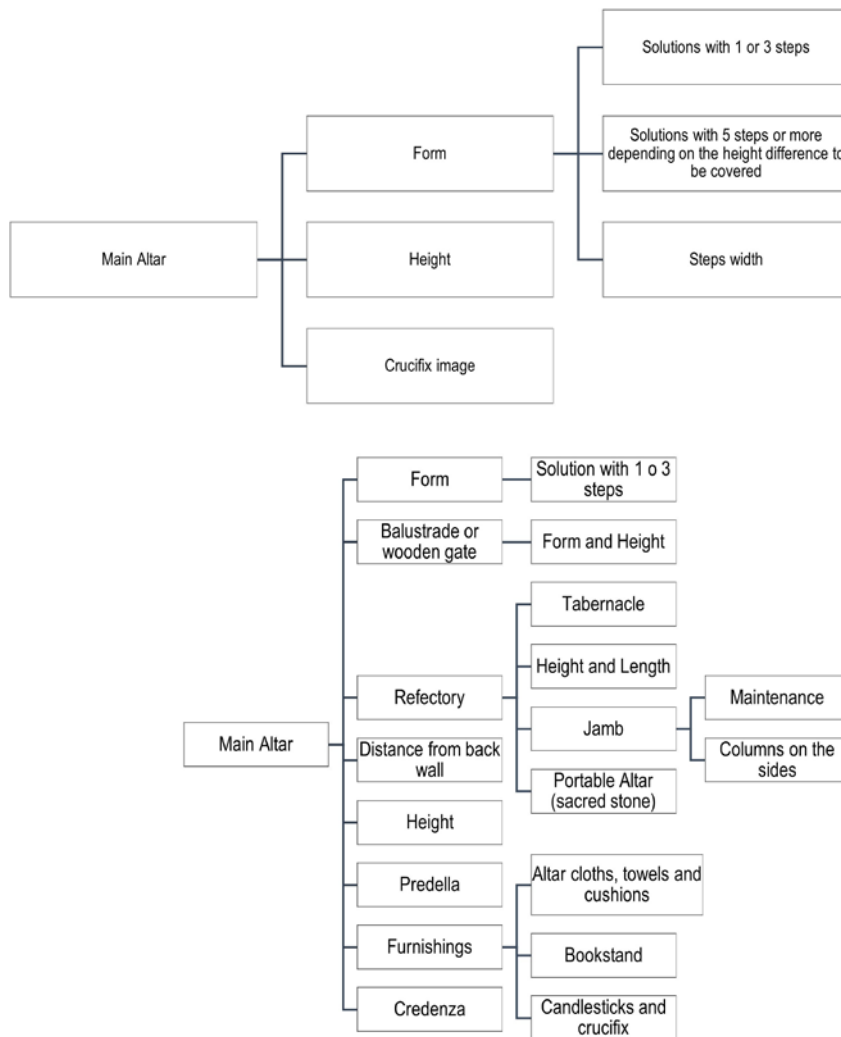 Solutions with 1 or 3 steps
Form
Solutions with 5 steps or more
depending on the height difference to
be covered
Main Altar
Height
Steps width
Crucifix image
Form
Solution with 1 o 3
steps
Balustrade or
wooden gate
Form and Height
Tabernacle
Height and Length
Refectory
Maintenance
Main Altar
Jamb
Distance from back
wall
Columns on the
sides
Portable Altar
(sacred stone)
Height
Predella
Altar cloths, towels and
cushions
Furnishings
Bookstand
Credenza
Candlesticks and
crucifix